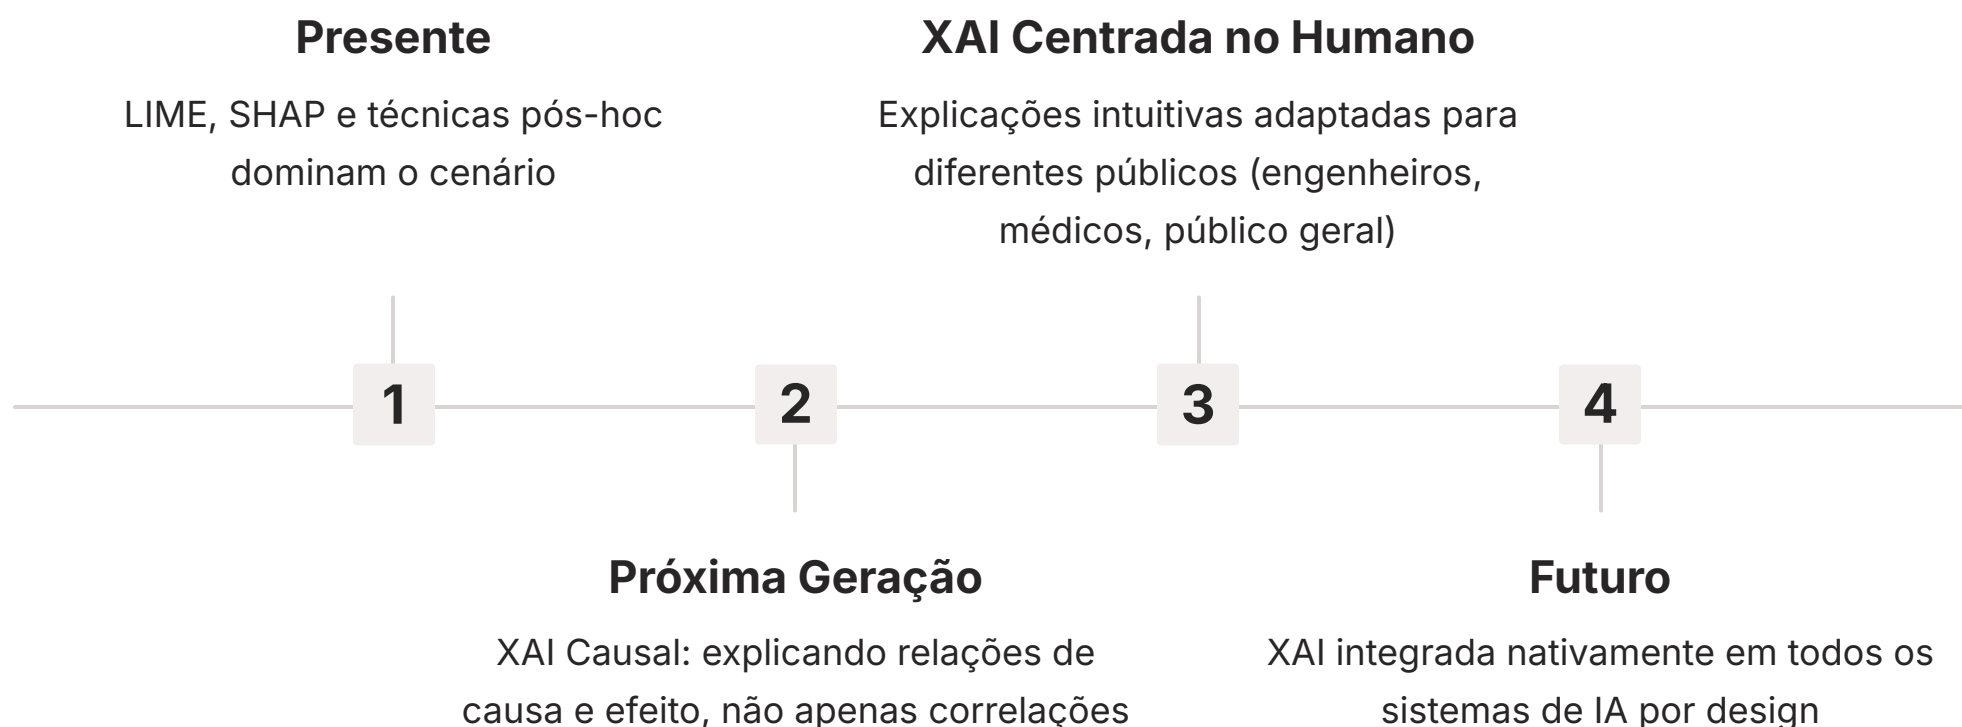 Presente
LIME, SHAP e técnicas pós-hoc
dominam o cenário
XAI Centrada no Humano
Explicações intuitivas adaptadas para
diferentes públicos (engenheiros,
médicos, público geral)
1
2
3
4
Próxima Geração
XAI Causal: explicando relações de
causa e efeito, não apenas correlações
Futuro
XAI integrada nativamente em todos os
sistemas de IA por design